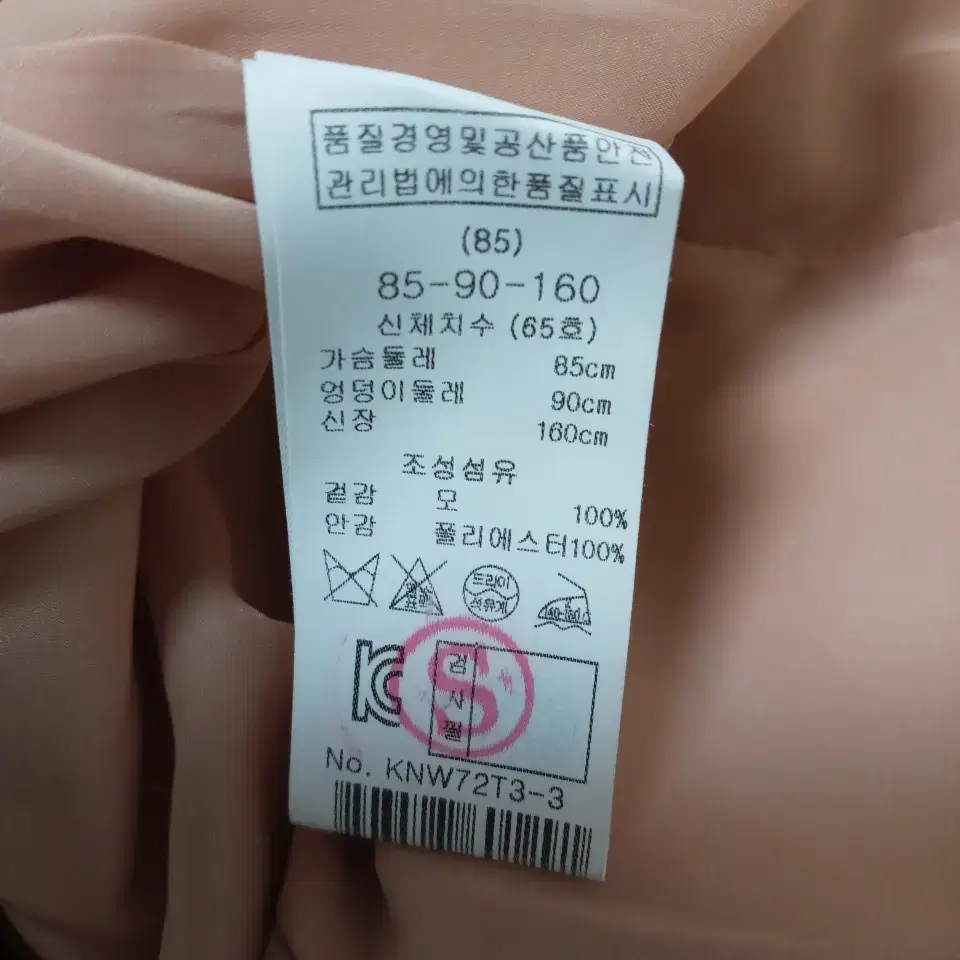 품질경영및공산품안전
관리법에의한품질표시
(85)
85-90-160
신체치수 (65호)
가슴둘레 85cm
엉덩이둘레 90cm
신장 160cm
조성섬유
겉감 모 100%
안감 폴리에스터100%
드라이
석유계
검사필
S
No. KNW72T3-3